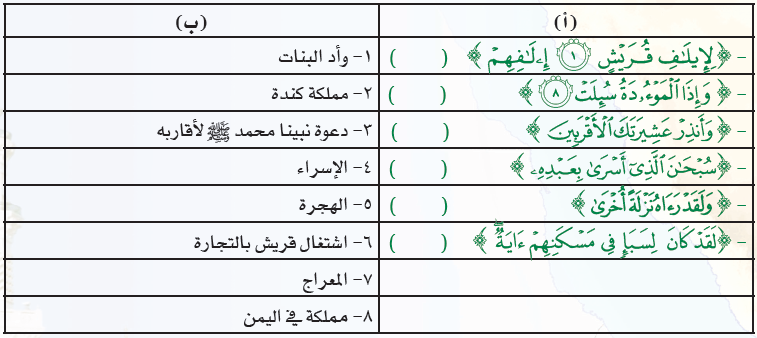 (أ) (ب)
- ﴿لِإِيلَٰفِ قُرَيْشٍ ۝١ إِۦلَٰفِهِمْ﴾ ( ) ١- وأد البنات
- ﴿وَإِذَا ٱلْمَوْءُۥدَةُ سُئِلَتْ ۝٨﴾ ( ) ٢- مملكة كندة
- ﴿وَأَنذِرْ عَشِيرَتَكَ ٱلْأَقْرَبِينَ﴾ ( ) ٣- دعوة نبينا محمد ﷺ لأقاربه
- ﴿سُبْحَٰنَ ٱلَّذِىٓ أَسْرَىٰ بِعَبْدِهِۦ﴾ ( ) ٤- الإسراء
- ﴿وَلَقَدْ رَءَاهُ نَزْلَةً أُخْرَىٰ﴾ ( ) ٥- الهجرة
- ﴿لَقَدْ كَانَ لِسَبَإٍ فِى مَسْكَنِهِمْ ءَايَةٌ ۖ﴾ ( ) ٦- اشتغال قريش بالتجارة
٧- المعراج
٨- مملكة في اليمن